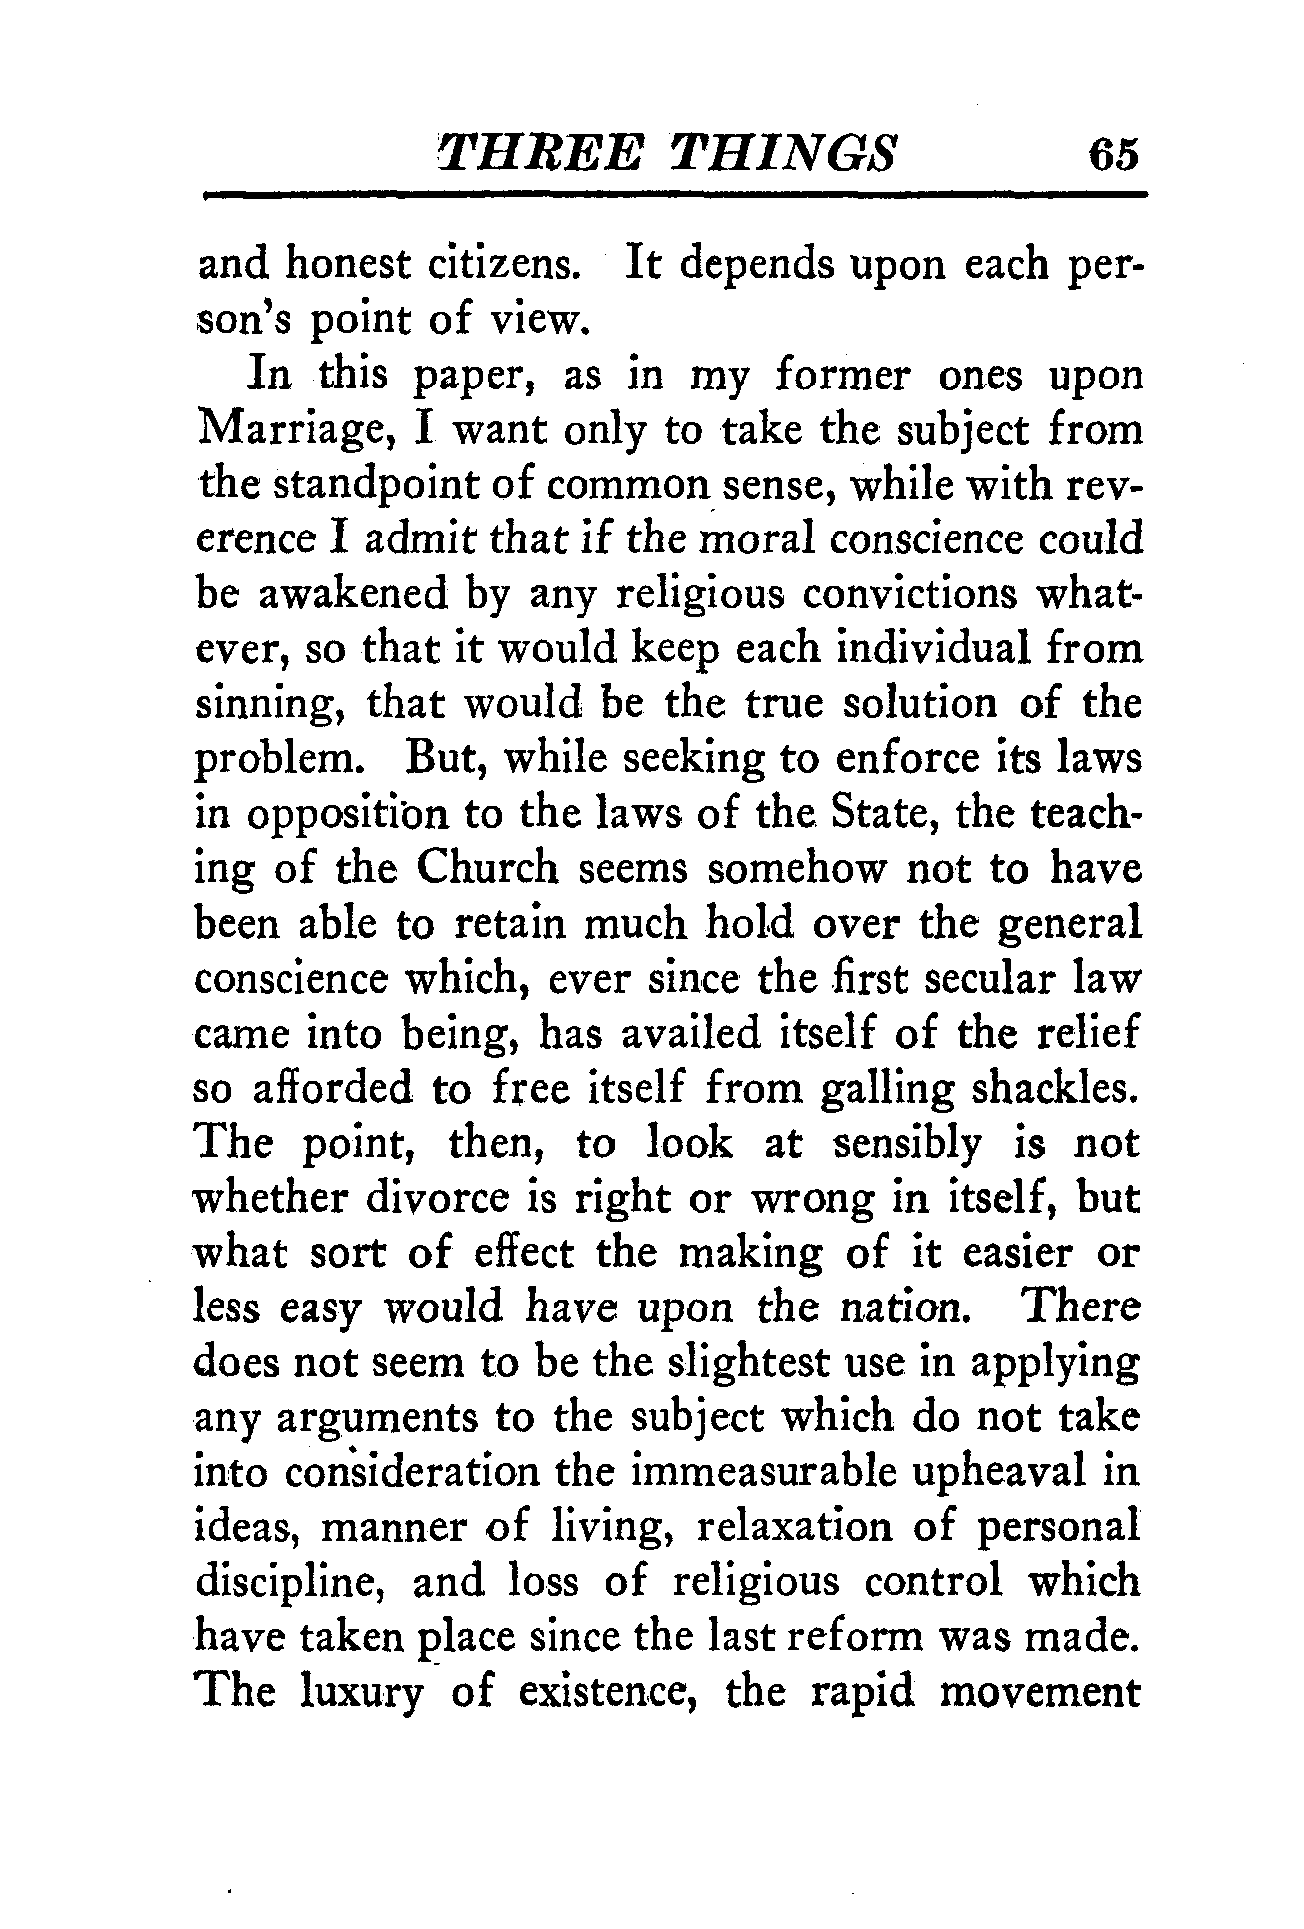 THREE THINGS 65
and honest citizens. It depends upon each per-
son's point of view.
In this paper, as in my former ones upon
Marriage, I want only to take the subject from
the standpoint of common sense, while with rev-
erence I admit that if the moral conscience could
be awakened by any religious convictions what-
ever, so that it would keep each individual from
sinning, that would be the true solution of the
problem. But, while seeking to enforce its laws
in opposition to the laws of the State, the teach-
ing of the Church seems somehow not to have
been able to retain much hold over the general
conscience which, ever since the first secular law
came into being, has availed itself of the relief
so afforded to free itself from galling shackles.
The point, then, to look at sensibly is not
whether divorce is right or wrong in itself, but
what sort of effect the making of it easier or
less easy would have upon the nation. There
does not seem to be the slightest use in applying
any arguments to the subject which do not take
into consideration the immeasurable upheaval in
ideas, manner of living, relaxation of personal
discipline, and loss of religious control which
have taken place since the last reform was made.
The luxury of existence, the rapid movement